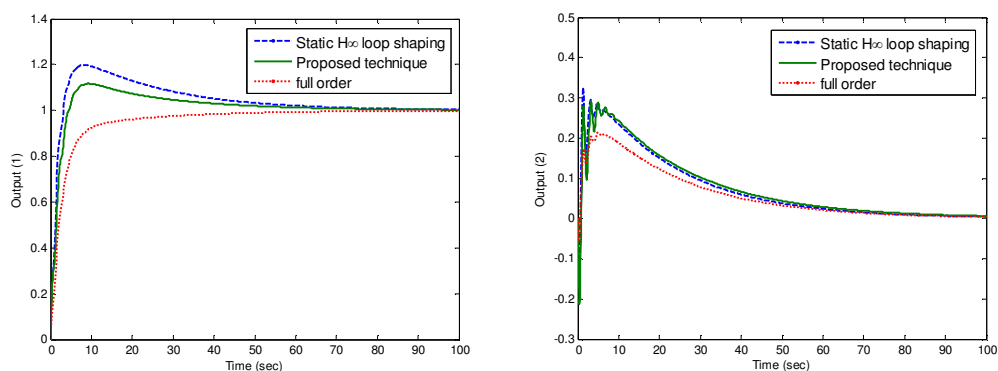 1.4
1.2
1
0.8
0.6
0.4
0.2
0
0 10 20 30 40 50 60 70 80 90 100
Time (sec)
Output (1)
Static H∞ loop shaping
Proposed technique
full order
0.5
0.4
0.3
0.2
0.1
0
-0.1
-0.2
-0.3
0 10 20 30 40 50 60 70 80 90 100
Time (sec)
Output (2)
Static H∞ loop shaping
Proposed technique
full order